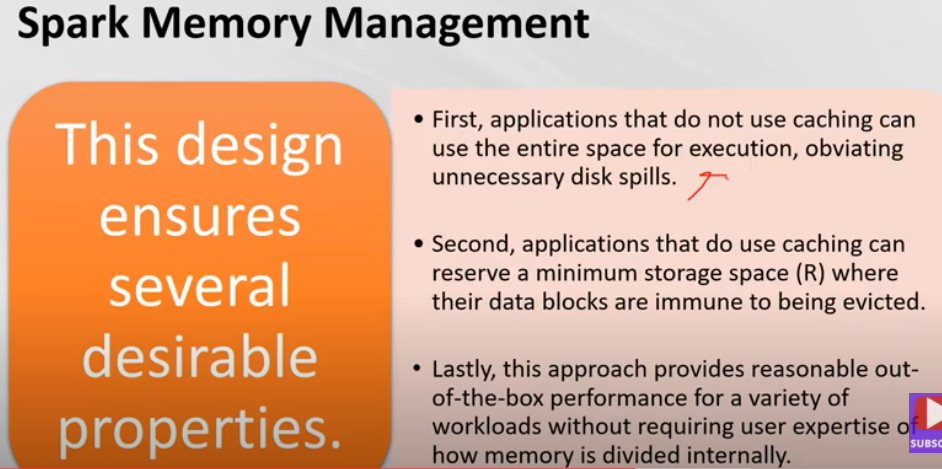 Spark Memory Management
This design
ensures
several
desirable
properties.
• First, applications that do not use caching can
use the entire space for execution, obviating
unnecessary disk spills.
• Second, applications that do use caching can
reserve a minimum storage space (R) where
their data blocks are immune to being evicted.
• Lastly, this approach provides reasonable out-
of-the-box performance for a variety of
workloads without requiring user expertise of
how memory is divided internally.
SUBSC